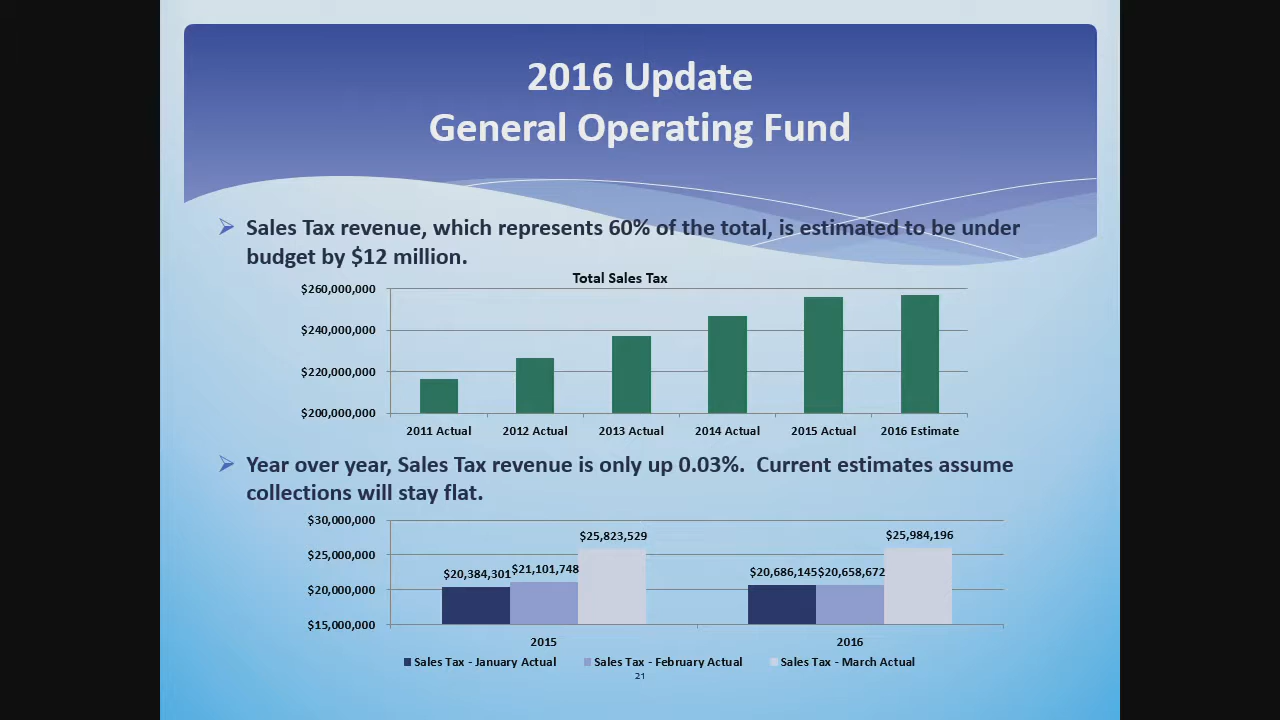 2016 Update
General Operating Fund
Sales Tax revenue, which represents 60% of the total, is estimated to be under
budget by $12 million.
Total Sales Tax
$260,000,000
$240,000,000
$220,000,000
$200,000,000
2011 Actual 2012 Actual 2013 Actual 2014 Actual 2015 Actual 2016 Estimate
Year over year, Sales Tax revenue is only up 0.03%. Current estimates assume
collections will stay flat.
$30,000,000
$25,000,000
$20,000,000
$15,000,000
$20,384,301 $21,101,748 $25,823,529
$20,686,145 $20,658,672 $25,984,196
2015 2016
Sales Tax - January Actual Sales Tax - February Actual Sales Tax - March Actual
21